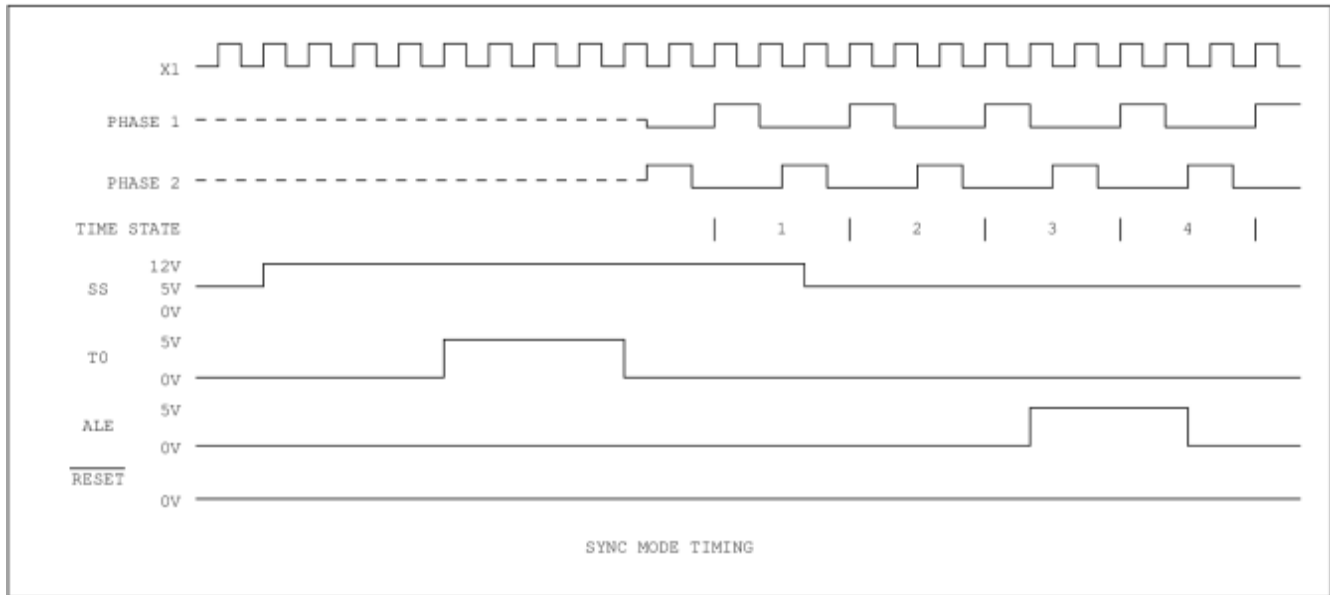 X1
PHASE 1
PHASE 2
TIME STATE 1 2 3 4
12V
SS 5V
0V
5V
T0
0V
5V
ALE
0V
RESET
0V
SYNC MODE TIMING